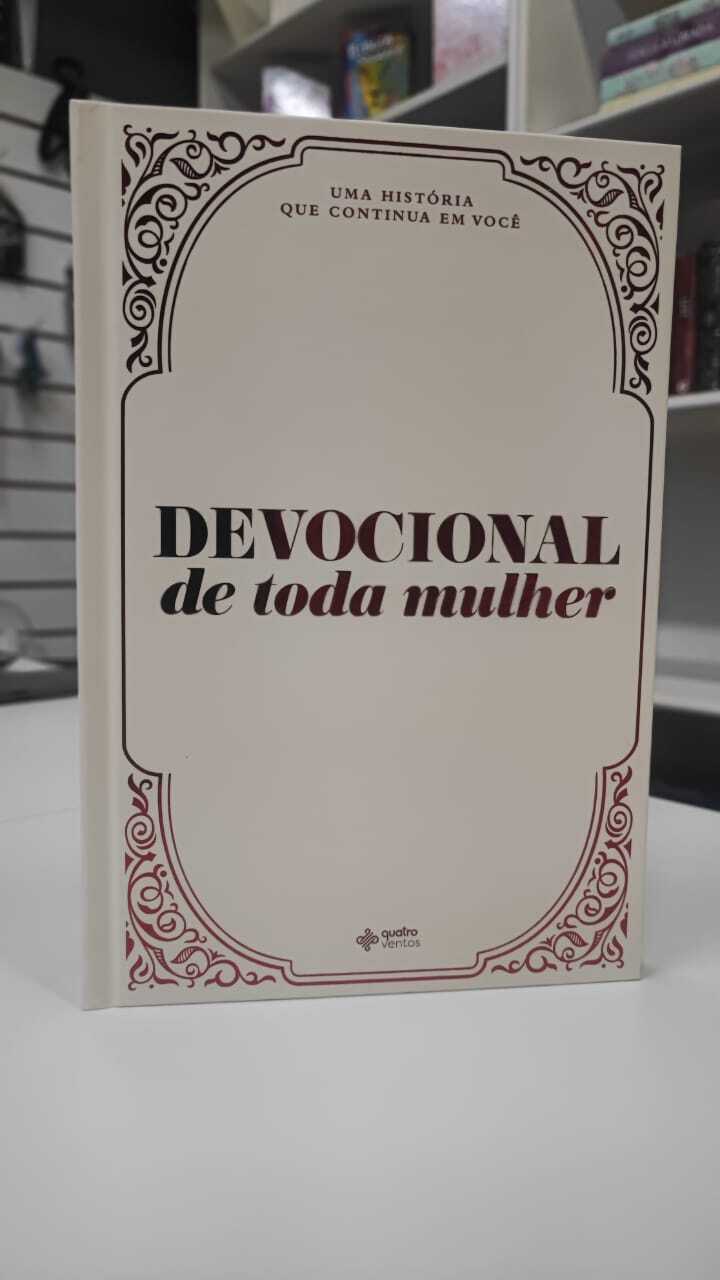 UMA HISTÓRIA
QUE CONTINUA EM VOCÊ
DEVOCIONAL
de toda mulher
quatro
ventos